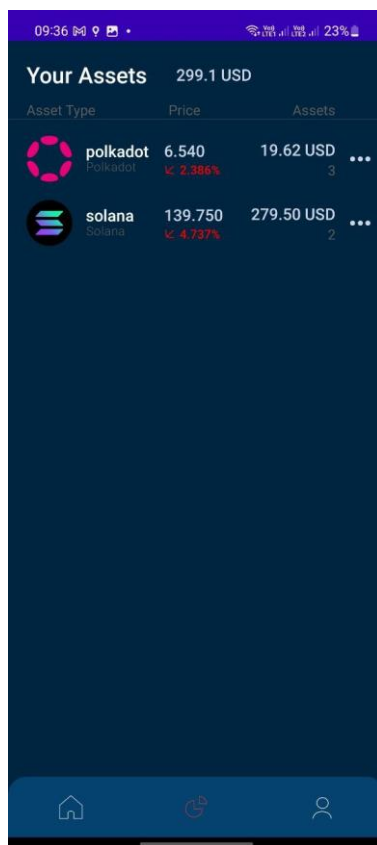 09:36 23%
Your Assets 299.1 USD
Asset Type Price Assets
polkadot 6.540 19.62 USD
Polkadot 2.386% 3
solana 139.750 279.50 USD
Solana 4.737% 2